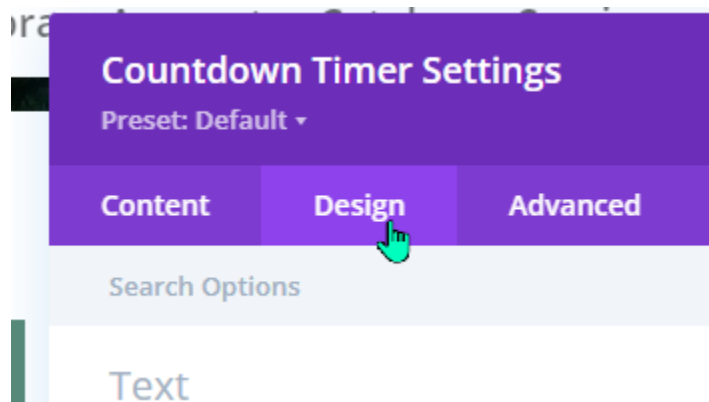 Countdown Timer Settings
Preset: Default
Content Design Advanced
Search Options
Text